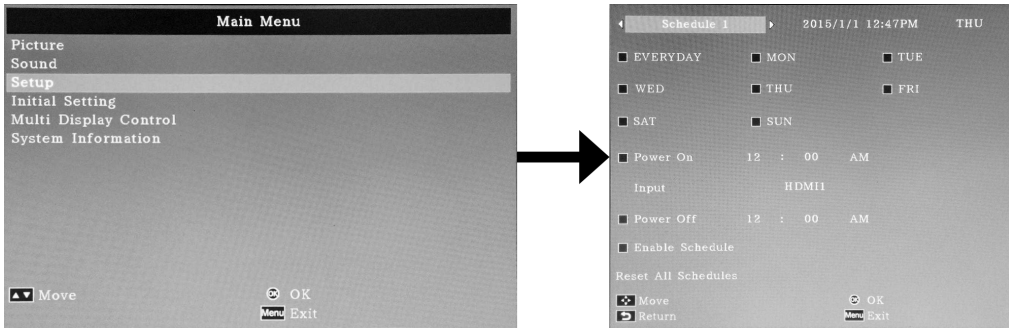 Main Menu
Picture
Sound
Setup
Initial Setting
Multi Display Control
System Information
Move
OK OK
Menu Exit
Schedule 1 2015/1/1 12:47PM THU
EVERYDAY MON TUE
WED THU FRI
SAT SUN
Power On 12 : 00 AM
Input HDMI1
Power Off 12 : 00 AM
Enable Schedule
Reset All Schedules
Move OK OK
Return Menu Exit